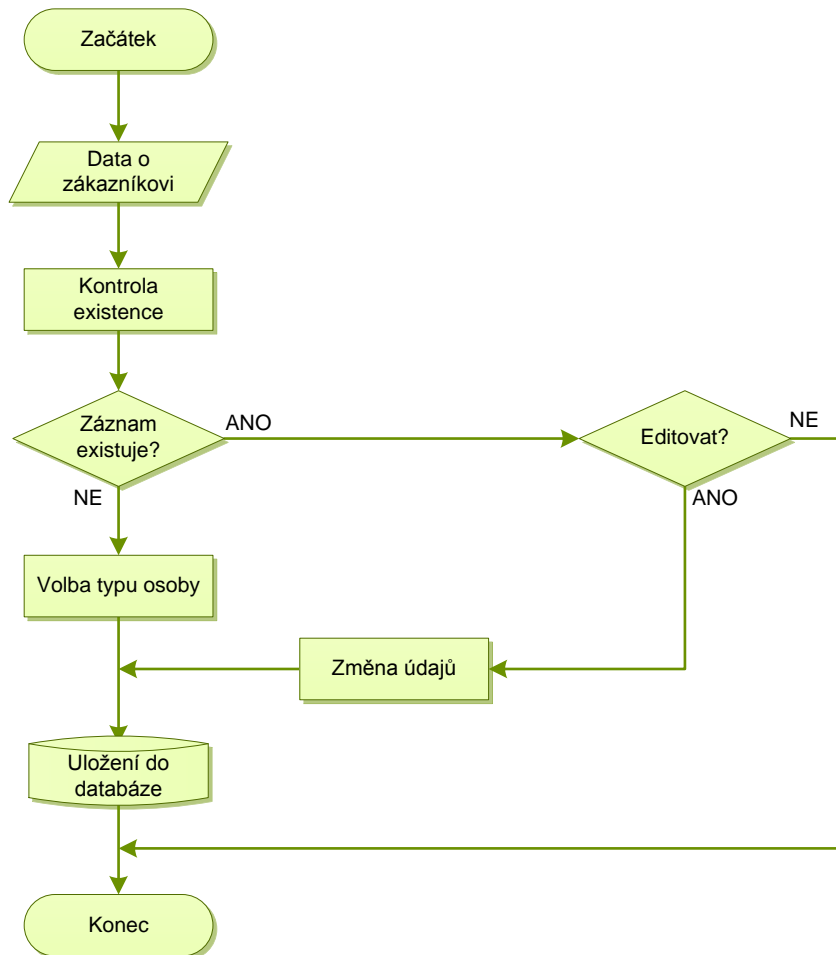 Začátek
Data o
zákazníkovi
Kontrola
existence
Záznam
existuje?
ANO
Editovat?
NE
NE
ANO
Volba typu osoby
Změna údajů
Uložení do
databáze
Konec